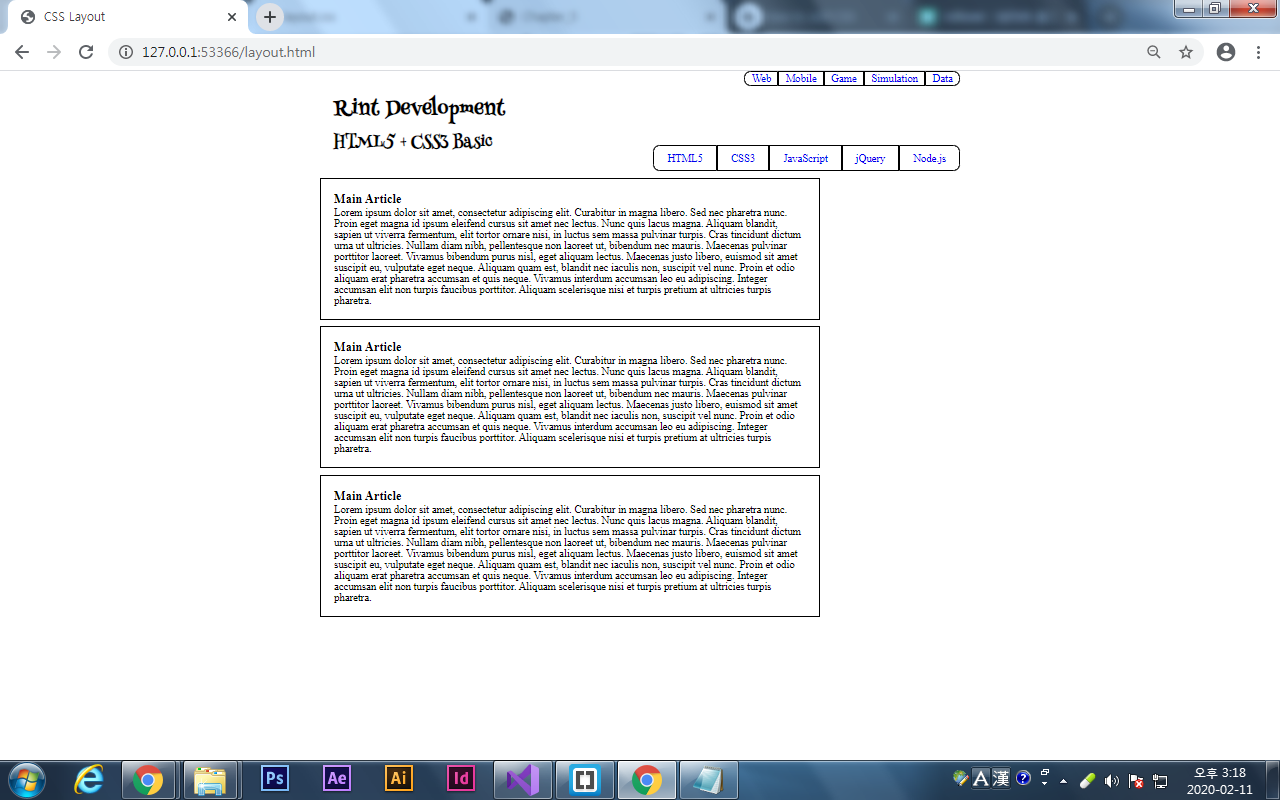 CSS Layout
127.0.0.1:53366/layout.html
Web Mobile Game Simulation Data
Rint Development
HTML5 + CSS3 Basic
HTML5 CSS3 JavaScript jQuery Node.js
Main Article
Lorem ipsum dolor sit amet, consectetur adipiscing elit. Curabitur in magna libero. Sed nec pharetra nunc.
Proin eget magna id ipsum eleifend cursus sit amet nec lectus. Nunc quis lacus magna. Aliquam blandit,
sapien ut viverra fermentum, elit tortor ornare nisi, in luctus sem massa pulvinar turpis. Cras tincidunt dictum
urna ut ultricies. Nullam diam nibh, pellentesque non laoreet ut, bibendum nec mauris. Maecenas pulvinar
porttitor laoreet. Vivamus bibendum purus nisl, eget aliquam lectus. Maecenas justo libero, euismod sit amet
suscipit eu, vulputate eget neque. Aliquam quam est, blandit nec iaculis non, suscipit vel nunc. Proin et odio
aliquam erat pharetra accumsan et quis neque. Vivamus interdum accumsan leo eu adipiscing. Integer
accumsan elit non turpis faucibus porttitor. Aliquam scelerisque nisi et turpis pretium at ultricies turpis
pharetra.
Main Article
Lorem ipsum dolor sit amet, consectetur adipiscing elit. Curabitur in magna libero. Sed nec pharetra nunc.
Proin eget magna id ipsum eleifend cursus sit amet nec lectus. Nunc quis lacus magna. Aliquam blandit,
sapien ut viverra fermentum, elit tortor ornare nisi, in luctus sem massa pulvinar turpis. Cras tincidunt dictum
urna ut ultricies. Nullam diam nibh, pellentesque non laoreet ut, bibendum nec mauris. Maecenas pulvinar
porttitor laoreet. Vivamus bibendum purus nisl, eget aliquam lectus. Maecenas justo libero, euismod sit amet
suscipit eu, vulputate eget neque. Aliquam quam est, blandit nec iaculis non, suscipit vel nunc. Proin et odio
aliquam erat pharetra accumsan et quis neque. Vivamus interdum accumsan leo eu adipiscing. Integer
accumsan elit non turpis faucibus porttitor. Aliquam scelerisque nisi et turpis pretium at ultricies turpis
pharetra.
Main Article
Lorem ipsum dolor sit amet, consectetur adipiscing elit. Curabitur in magna libero. Sed nec pharetra nunc.
Proin eget magna id ipsum eleifend cursus sit amet nec lectus. Nunc quis lacus magna. Aliquam blandit,
sapien ut viverra fermentum, elit tortor ornare nisi, in luctus sem massa pulvinar turpis. Cras tincidunt dictum
urna ut ultricies. Nullam diam nibh, pellentesque non laoreet ut, bibendum nec mauris. Maecenas pulvinar
porttitor laoreet. Vivamus bibendum purus nisl, eget aliquam lectus. Maecenas justo libero, euismod sit amet
suscipit eu, vulputate eget neque. Aliquam quam est, blandit nec iaculis non, suscipit vel nunc. Proin et odio
aliquam erat pharetra accumsan et quis neque. Vivamus interdum accumsan leo eu adipiscing. Integer
accumsan elit non turpis faucibus porttitor. Aliquam scelerisque nisi et turpis pretium at ultricies turpis
pharetra.
Ps Ae Ai Id A 漢 오후 3:18
2020-02-11